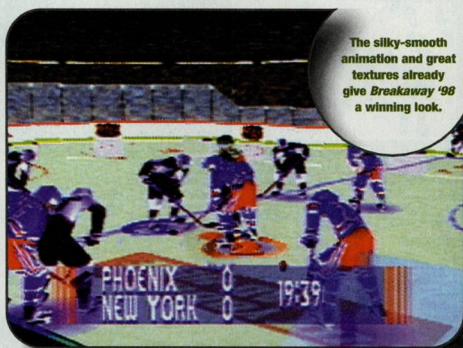 The silky-smooth
animation and great
textures already
give Breakaway ‘98
a winning look.
PHOENIX 0
NEW YORK 0
19:39